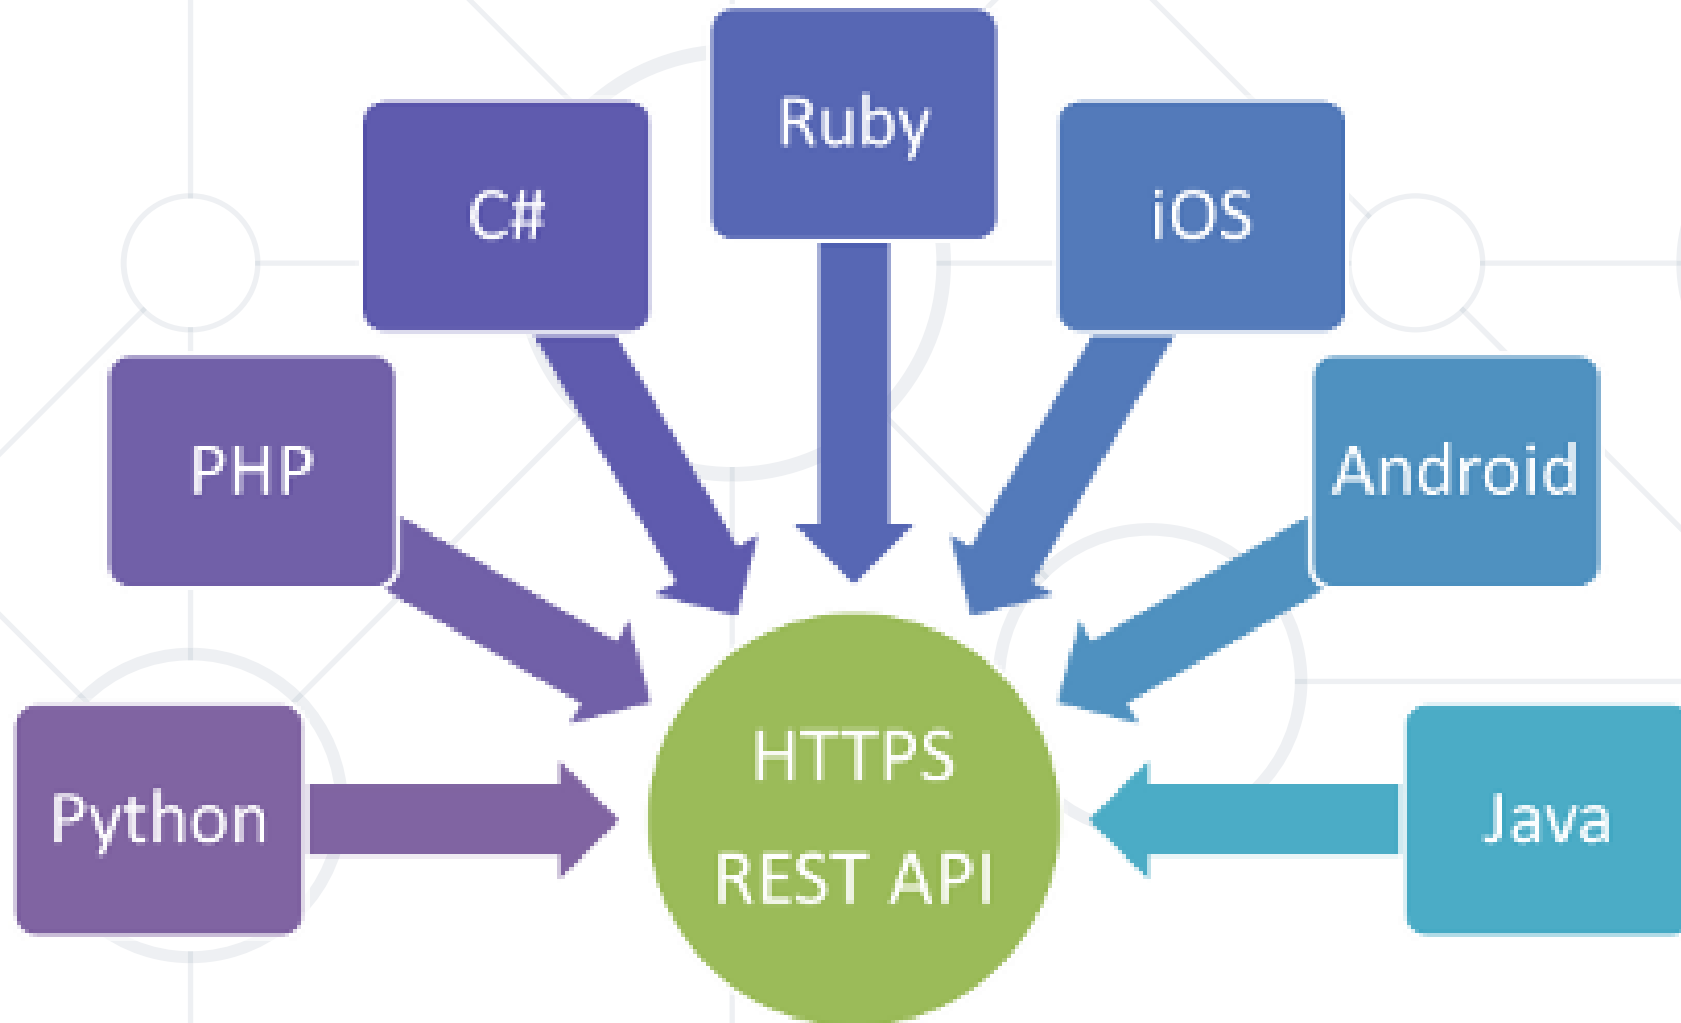 Ruby
C#
iOS
PHP
Android
Python
HTTPS
REST API
Java